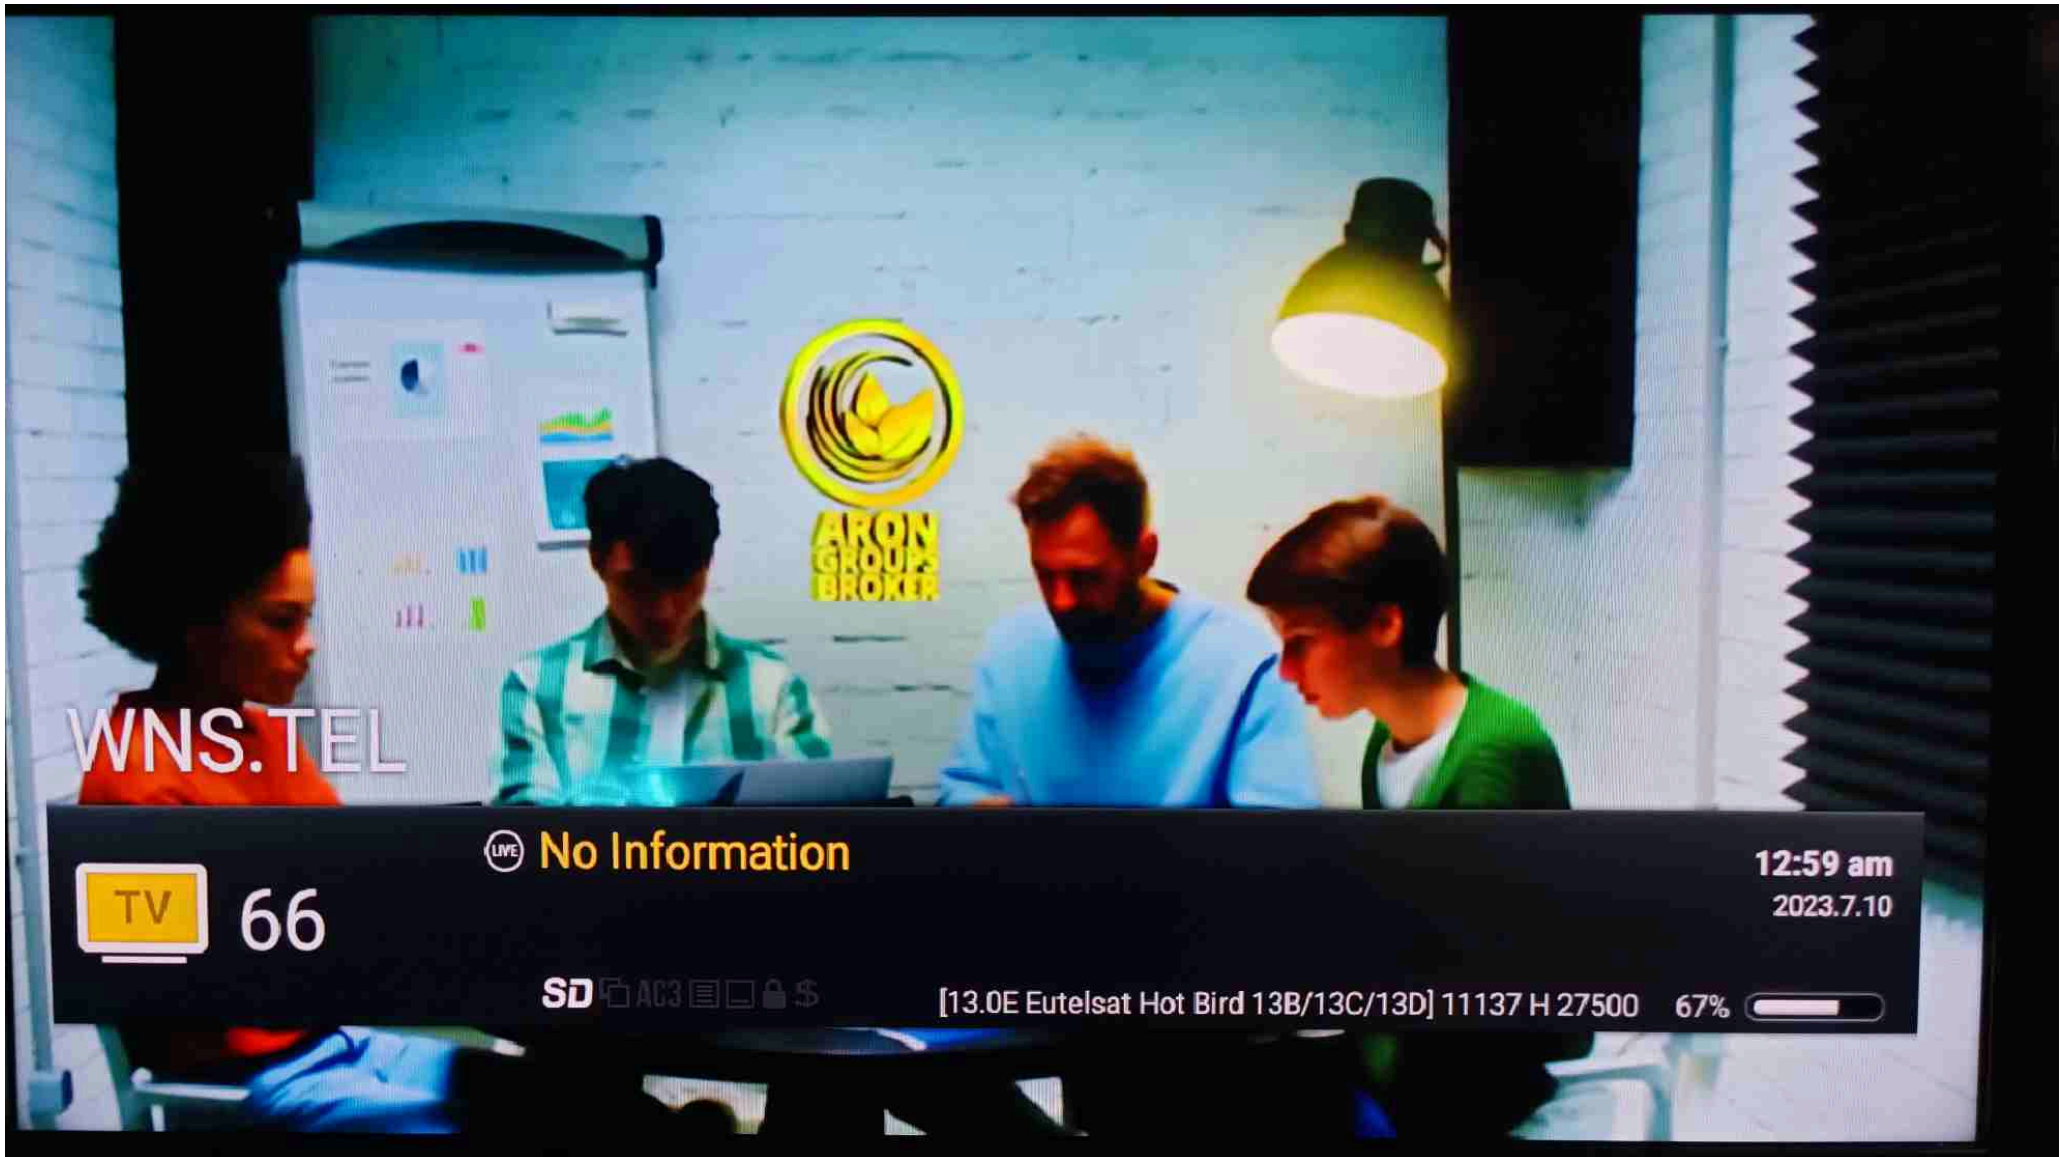 ARON
GROUPS
BROKER
WNS.TEL
LIVE No Information
TV 66
12:59 am
2023.7.10
SD AC3 $
[13.0E Eutelsat Hot Bird 13B/13C/13D] 11137 H 27500 67%